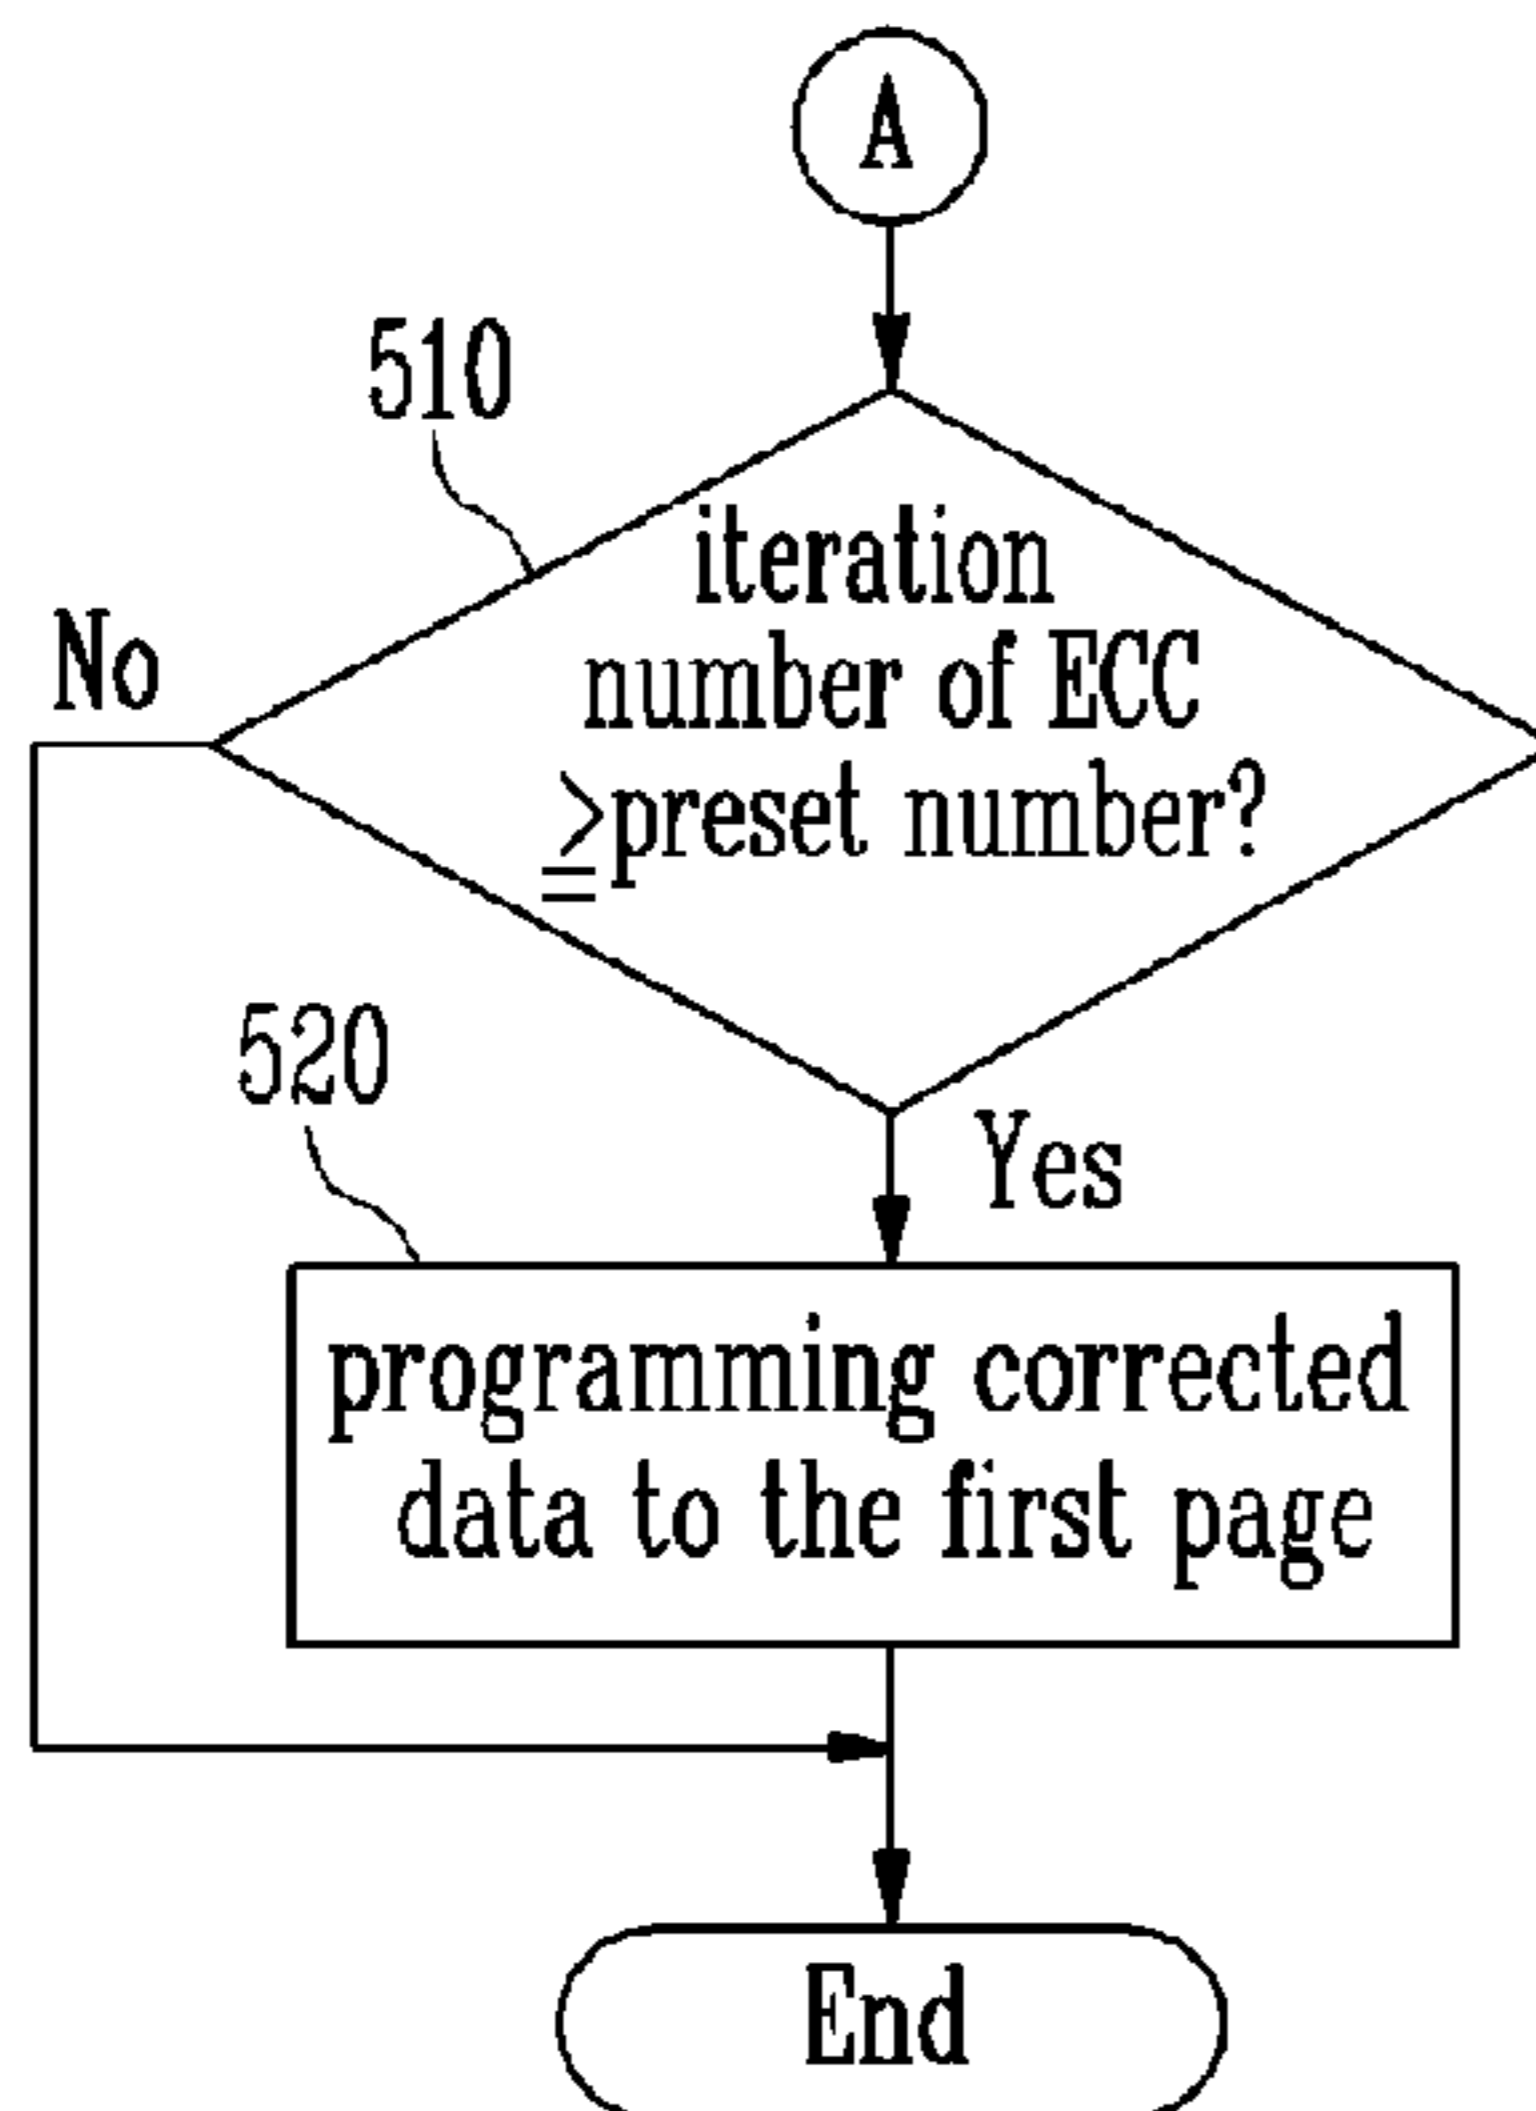 A
510
iteration
No
number of ECC
≧preset number?
520
Yes
programming corrected
data to the first page
End